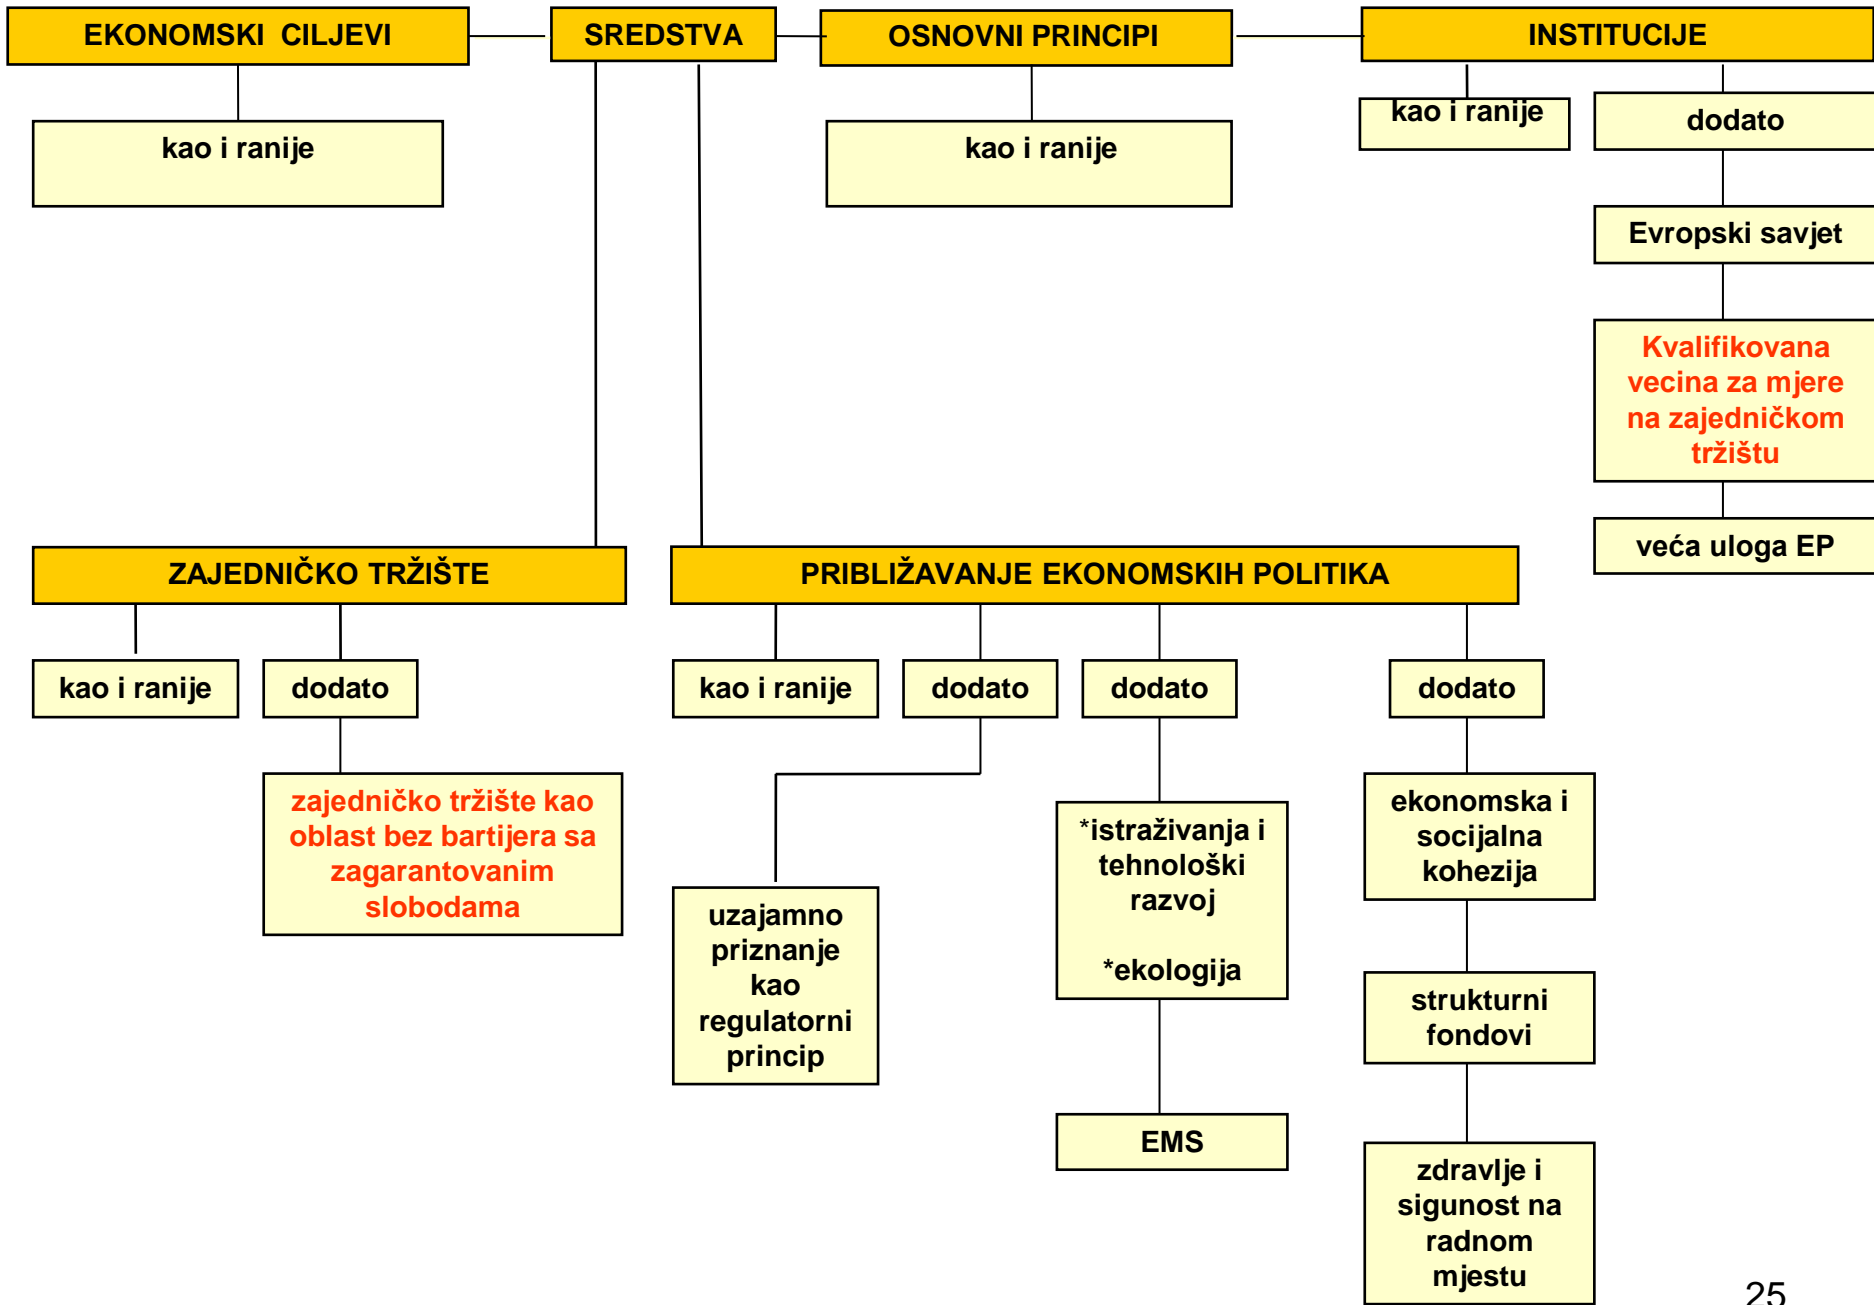 EKONOMSKI CILJEVI
SREDSTVA
OSNOVNI PRINCIPI
INSTITUCIJE
kao i ranije
kao i ranije
kao i ranije
dodato
Evropski savjet
Kvalifikovana
vecina za mjere
na zajedničkom
tržištu
veća uloga EP
ZAJEDNIČKO TRŽIŠTE
PRIBLIŽAVANJE EKONOMSKIH POLITIKA
kao i ranije
dodato
kao i ranije
dodato
dodato
dodato
zajedničko tržište kao
oblast bez bartijera sa
zagarantovanim
slobodama
uzajamno
priznanje
kao
regulatorni
princip
*istraživanja i
tehnološki
razvoj
*ekologija
EMS
ekonomska i
socijalna
kohezija
strukturni
fondovi
zdravlje i
sigunost na
radnom
mjestu
25